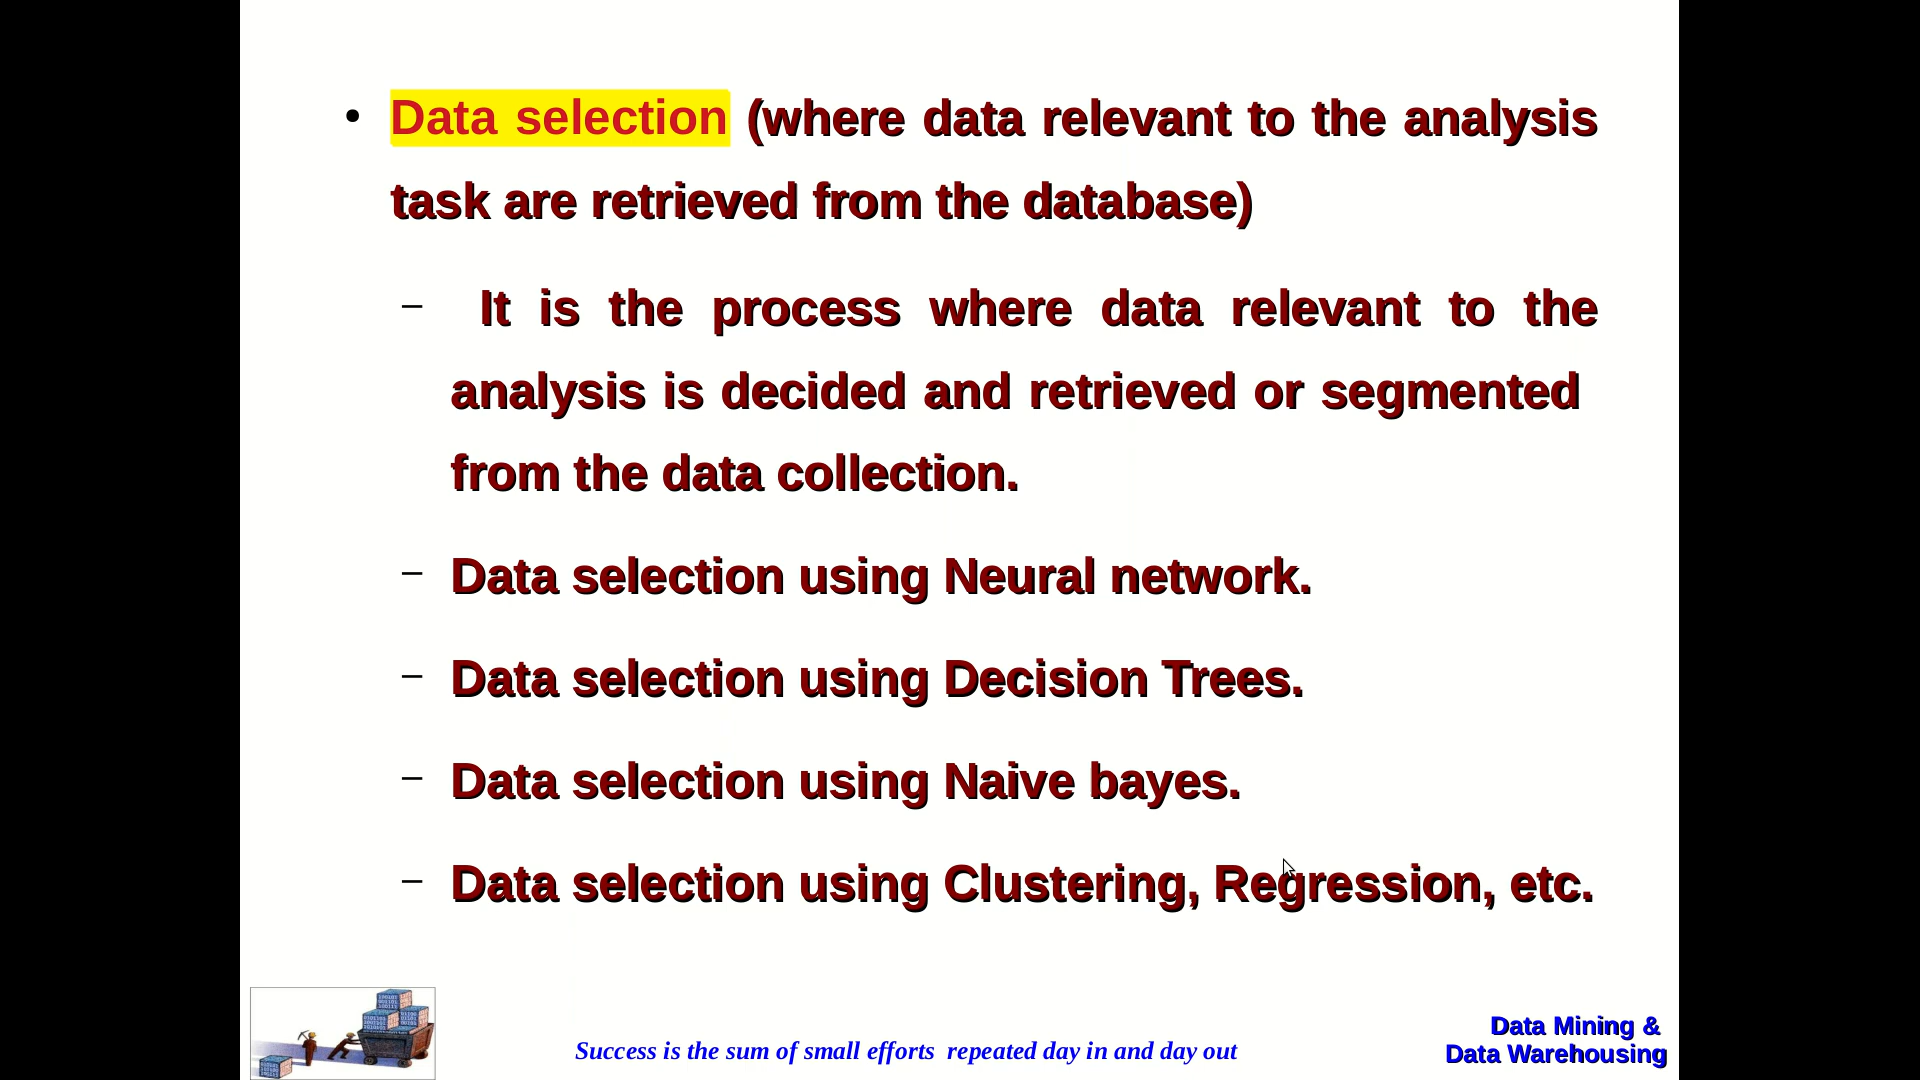 • Data selection (where data relevant to the analysis
task are retrieved from the database)
– It is the process where data relevant to the
analysis is decided and retrieved or segmented
from the data collection.
– Data selection using Neural network.
– Data selection using Decision Trees.
– Data selection using Naive bayes.
– Data selection using Clustering, Regression, etc.
Success is the sum of small efforts repeated day in and day out
Data Mining &
Data Warehousing